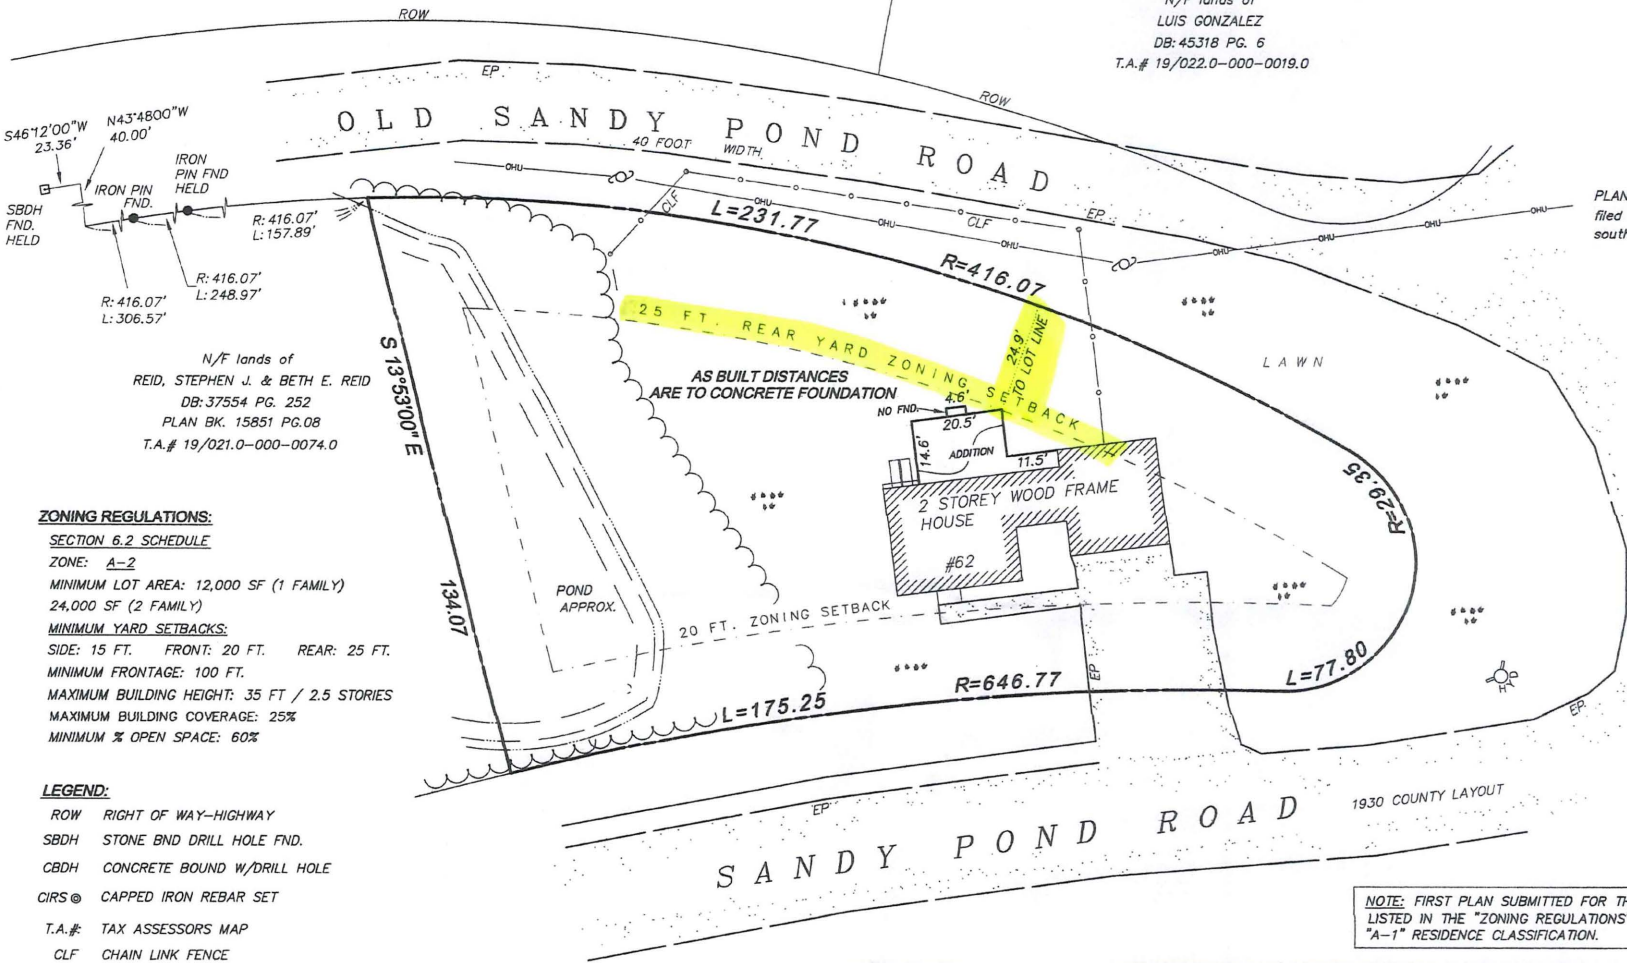 ROW
N/F lands of
LUIS GONZALEZ
DB: 45318 PG. 6
T.A.# 19/022.0-000-0019.0
EP
ROW
OLD SANDY POND ROAD
40 FOOT WIDTH
S46°12'00"W
23.36'
N43°4800"W
40.00'
IRON
PIN FND
HELD
IRON PIN
FND.
SBDH
FND.
HELD
R: 416.07'
L: 157.89'
R: 416.07'
L: 248.97'
R: 416.07'
L: 306.57'
OHU
OHU
OHU
OHU
OHU
OHU
OHU
OHU
CLF
CLF
EP
PLAN
filed
south
L=231.77
R=416.07
25 FT. REAR YARD ZONING SETBACK
24.9'
TO LOT LINE
LAWN
S 13°53'00" E
134.07
N/F lands of
REID, STEPHEN J. & BETH E. REID
DB: 37554 PG. 252
PLAN BK. 15851 PG.08
T.A.# 19/021.0-000-0074.0
AS BUILT DISTANCES
ARE TO CONCRETE FOUNDATION
NO FND.
4.6'
20.5'
14.6'
ADDITION
11.5'
2 STOREY WOOD FRAME
HOUSE
#62
R=29.35
POND
APPROX.
20 FT. ZONING SETBACK
L=77.80
R=646.77
L=175.25
EP
EP
H
EP
SANDY POND ROAD
1930 COUNTY LAYOUT
ZONING REGULATIONS:
SECTION 6.2 SCHEDULE
ZONE: A-2
MINIMUM LOT AREA: 12,000 SF (1 FAMILY)
24,000 SF (2 FAMILY)
MINIMUM YARD SETBACKS:
SIDE: 15 FT. FRONT: 20 FT. REAR: 25 FT.
MINIMUM FRONTAGE: 100 FT.
MAXIMUM BUILDING HEIGHT: 35 FT / 2.5 STORIES
MAXIMUM BUILDING COVERAGE: 25%
MINIMUM % OPEN SPACE: 60%
LEGEND:
ROW RIGHT OF WAY-HIGHWAY
SBDH STONE BND DRILL HOLE FND.
CBDH CONCRETE BOUND W/DRILL HOLE
CIRS CAPPED IRON REBAR SET
T.A.# TAX ASSESSORS MAP
CLF CHAIN LINK FENCE
NOTE: FIRST PLAN SUBMITTED FOR TH
LISTED IN THE "ZONING REGULATIONS"
"A-1" RESIDENCE CLASSIFICATION.